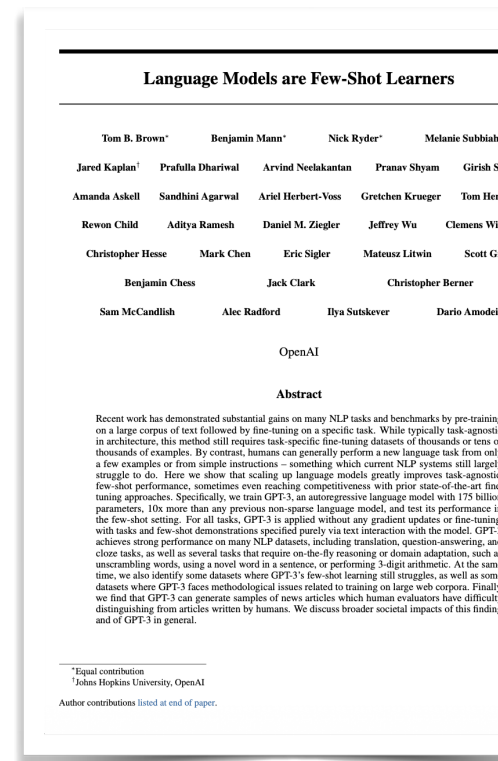 Language Models are Few-Shot Learners
Tom B. Brown* Benjamin Mann* Nick Ryder* Melanie Subbiah
Jared Kaplan† Prafulla Dhariwal Arvind Neelakantan Pranav Shyam Girish S
Amanda Askell Sandhini Agarwal Ariel Herbert-Voss Gretchen Krueger Tom Hen
Rewon Child Aditya Ramesh Daniel M. Ziegler Jeffrey Wu Clemens Wi
Christopher Hesse Mark Chen Eric Sigler Mateusz Litwin Scott G
Benjamin Chess Jack Clark Christopher Berner
Sam McCandlish Alec Radford Ilya Sutskever Dario Amodei
OpenAI
Abstract
Recent work has demonstrated substantial gains on many NLP tasks and benchmarks by pre-training
on a large corpus of text followed by fine-tuning on a specific task. While typically task-agnostic
in architecture, this method still requires task-specific fine-tuning datasets of thousands or tens of
thousands of examples. By contrast, humans can generally perform a new language task from only
a few examples or from simple instructions – something which current NLP systems still largely
struggle to do. Here we show that scaling up language models greatly improves task-agnostic,
few-shot performance, sometimes even reaching competitiveness with prior state-of-the-art fine-
tuning approaches. Specifically, we train GPT-3, an autoregressive language model with 175 billion
parameters, 10x more than any previous non-sparse language model, and test its performance in
the few-shot setting. For all tasks, GPT-3 is applied without any gradient updates or fine-tuning,
with tasks and few-shot demonstrations specified purely via text interaction with the model. GPT-3
achieves strong performance on many NLP datasets, including translation, question-answering, and
cloze tasks, as well as several tasks that require on-the-fly reasoning or domain adaptation, such a
unscrambling words, using a novel word in a sentence, or performing 3-digit arithmetic. At the sam
time, we also identify some datasets where GPT-3's few-shot learning still struggles, as well as som
datasets where GPT-3 faces methodological issues related to training on large web corpora. Finally
we find that GPT-3 can generate samples of news articles which human evaluators have difficult
distinguishing from articles written by humans. We discuss broader societal impacts of this finding
and of GPT-3 in general.
*Equal contribution
†Johns Hopkins University, OpenAI
Author contributions listed at end of paper.